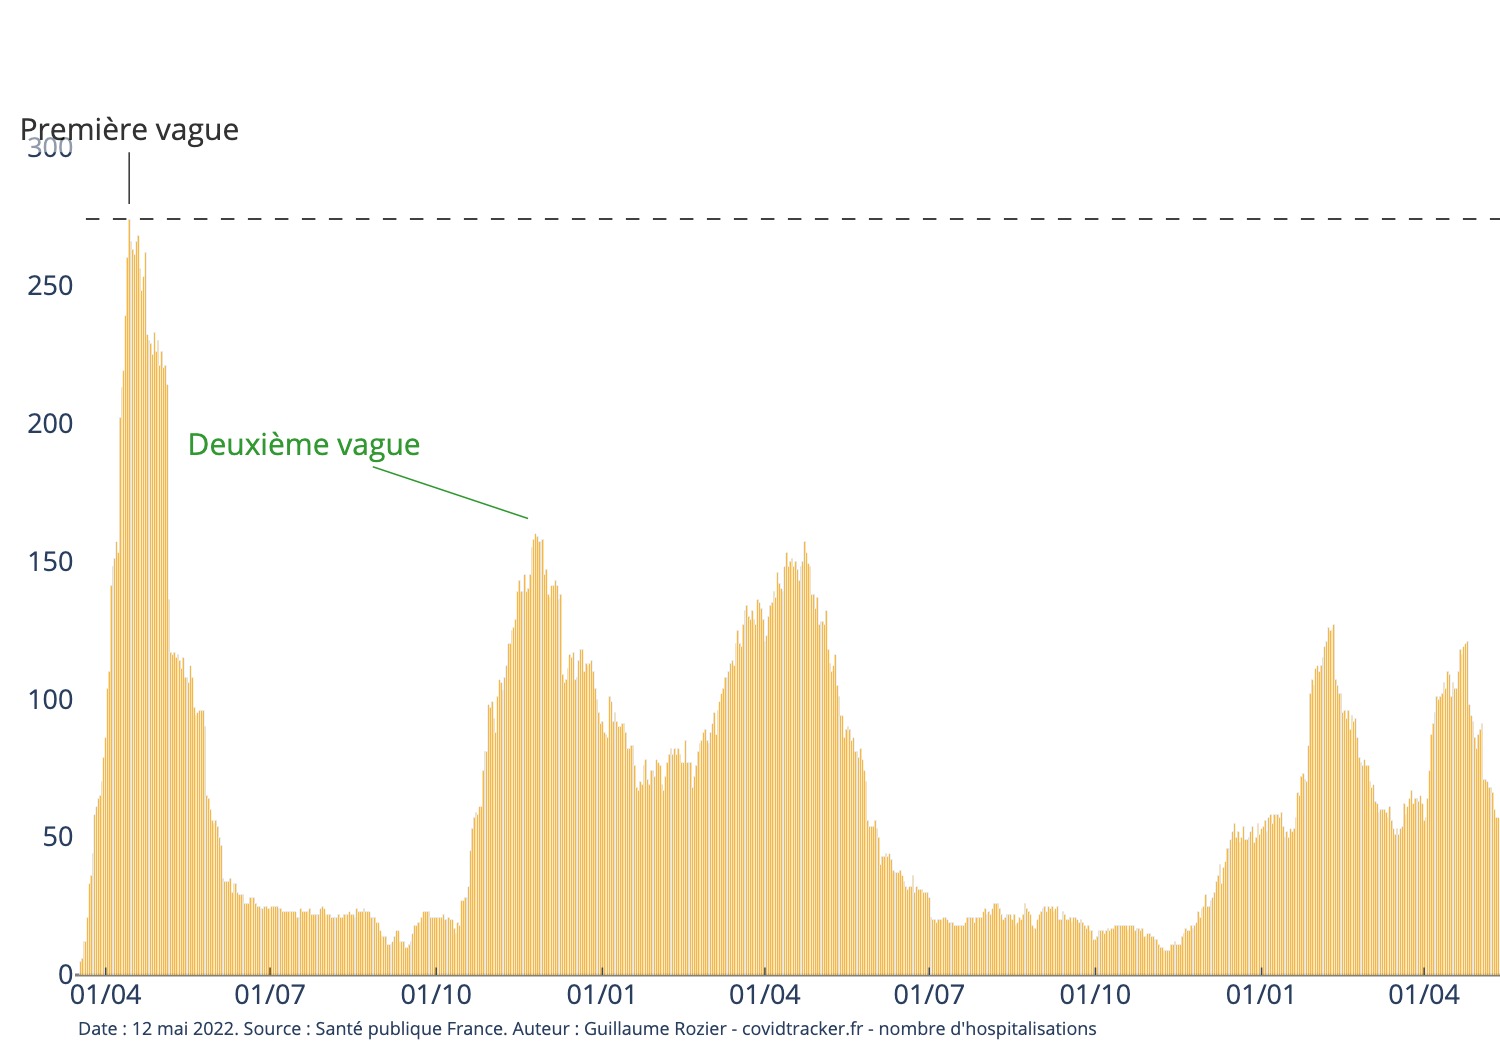 Première vague
300
250
200
Deuxième vague
150
100
50
0
01/04 01/07 01/10 01/01 01/04 01/07 01/10 01/01 01/04
Date : 12 mai 2022. Source : Santé publique France. Auteur : Guillaume Rozier - covidtracker.fr - nombre d'hospitalisations